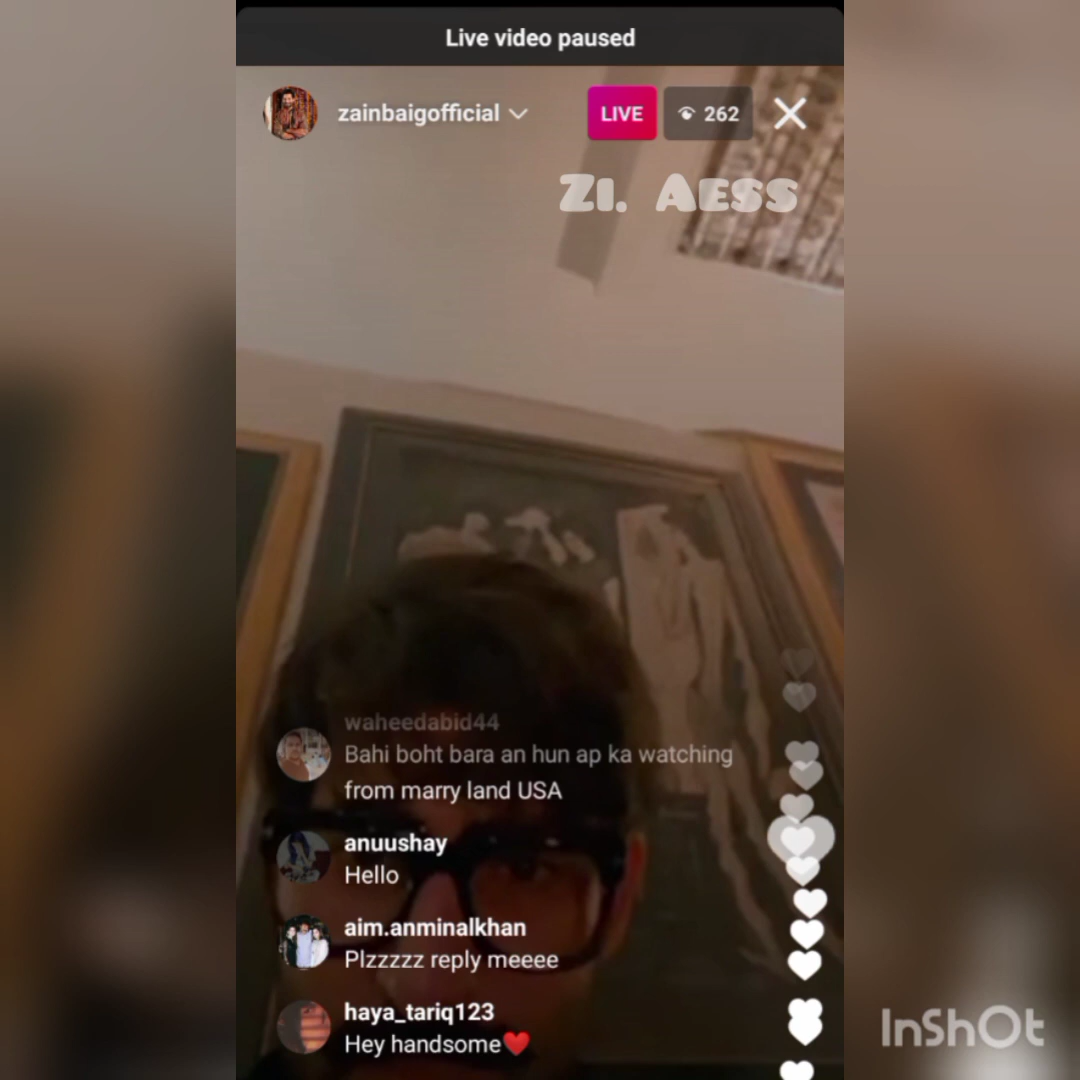 Live video paused
zainbaigofficial
LIVE
262
Zi. Aess
waheedabid44
Bahi boht bara an hun ap ka watching
from marry land USA
anuushay
Hello
aim.anminalkhan
Plzzzzz reply meeee
haya_tariq123
Hey handsome❤️
InShOt